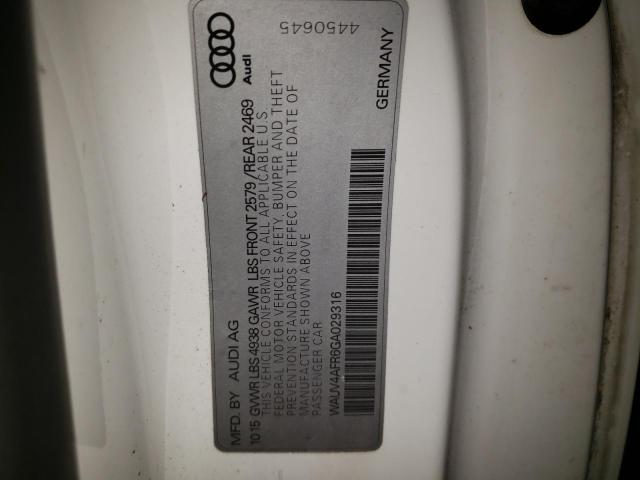 MFD. BY AUDI AG
10 15 GVWR LBS 4938 GAWR LBS FRONT 2579 / REAR 2469
THIS VEHICLE CONFORMS TO ALL APPLICABLE U.S.
FEDERAL MOTOR VEHICLE SAFETY, BUMPER AND THEFT
PREVENTION STANDARDS IN EFFECT ON THE DATE OF
MANUFACTURE SHOWN ABOVE
PASSENGER CAR
WAUV4AFR6GA029316
Audi
4450645
GERMANY